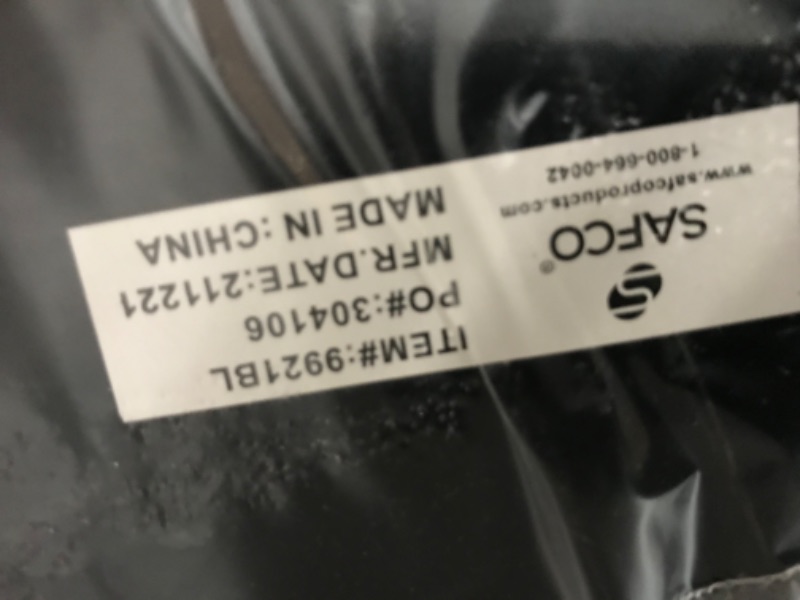 SAFCO®
www.safcoproducts.com
1-800-664-0042
ITEM#:9921BL
PO#:304106
MFR.DATE:211221
MADE IN :CHINA